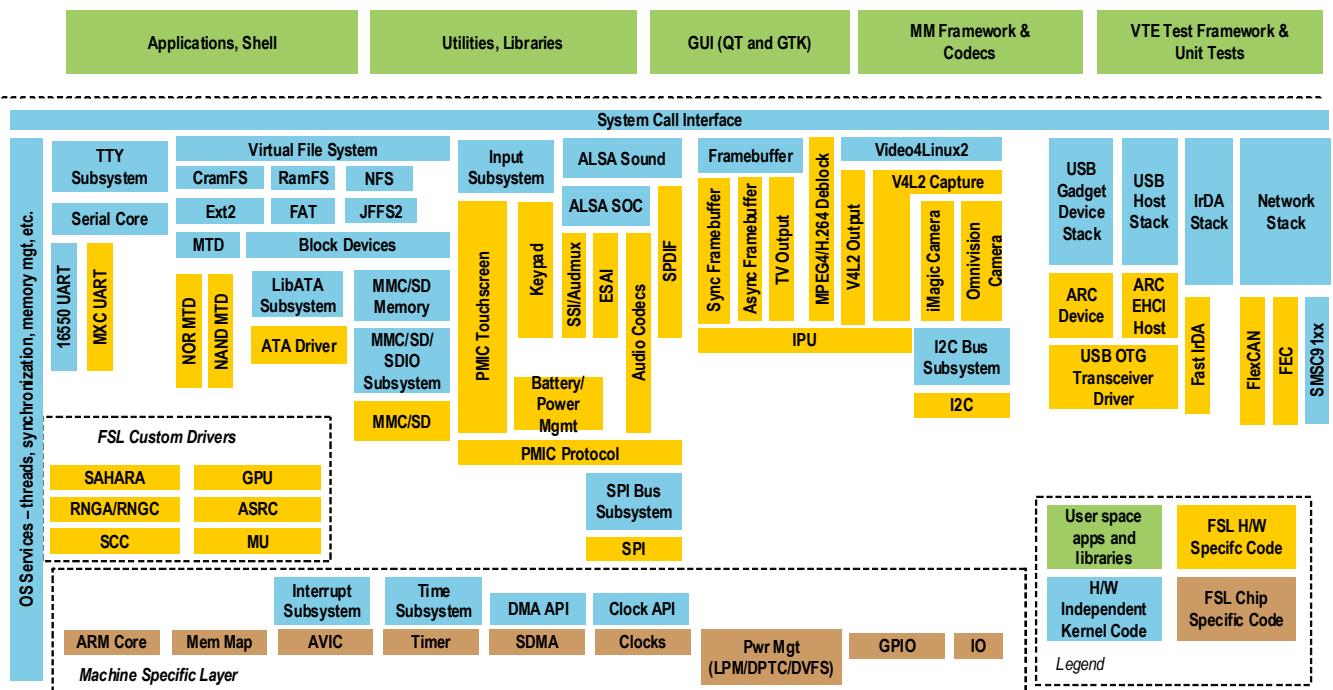 Applications, Shell
Utilities, Libraries
GUI (QT and GTK)
MM Framework &
Codecs
VTE Test Framework &
Unit Tests
System Call Interface
OS Services – threads, synchronization, memory mgt, etc.
TTY
Subsystem
Serial Core
16550 UART
MXC UART
Virtual File System
CramFS
RamFS
NFS
Ext2
FAT
JFFS2
MTD
Block Devices
NOR MTD
NAND MTD
LibATA
Subsystem
ATA Driver
MMC/SD
Memory
MMC/SD/
SDIO
Subsystem
MMC/SD
Input
Subsystem
PMIC Touchscreen
Keypad
ALSA Sound
ALSA SOC
SSI/Audmux
ESAI
Audio Codecs
SPDIF
Battery/
Power
Mgmt
PMIC Protocol
SPI Bus
Subsystem
SPI
Framebuffer
Sync Framebuffer
Async Framebuffer
TV Output
MPEG4/H.264 Deblock
Video4Linux2
V4L2 Output
V4L2 Capture
iMagic Camera
Omnivision
Camera
IPU
I2C Bus
Subsystem
I2C
USB
Gadget
Device
Stack
USB
Host
Stack
IrDA
Stack
Network
Stack
ARC
Device
ARC
EHCI
Host
USB OTG
Transceiver
Driver
Fast IrDA
FlexCAN
FEC
SMSC91xx
FSL Custom Drivers
SAHARA
GPU
RNGA/RNGC
ASRC
SCC
MU
Interrupt
Subsystem
Time
Subsystem
DMA API
Clock API
ARM Core
Mem Map
AVIC
Timer
SDMA
Clocks
Pwr Mgt
(LPM/DPTC/DVFS)
GPIO
IO
Machine Specific Layer
User space
apps and
libraries
FSL H/W
Specifc Code
H/W
Independent
Kernel Code
FSL Chip
Specific Code
Legend